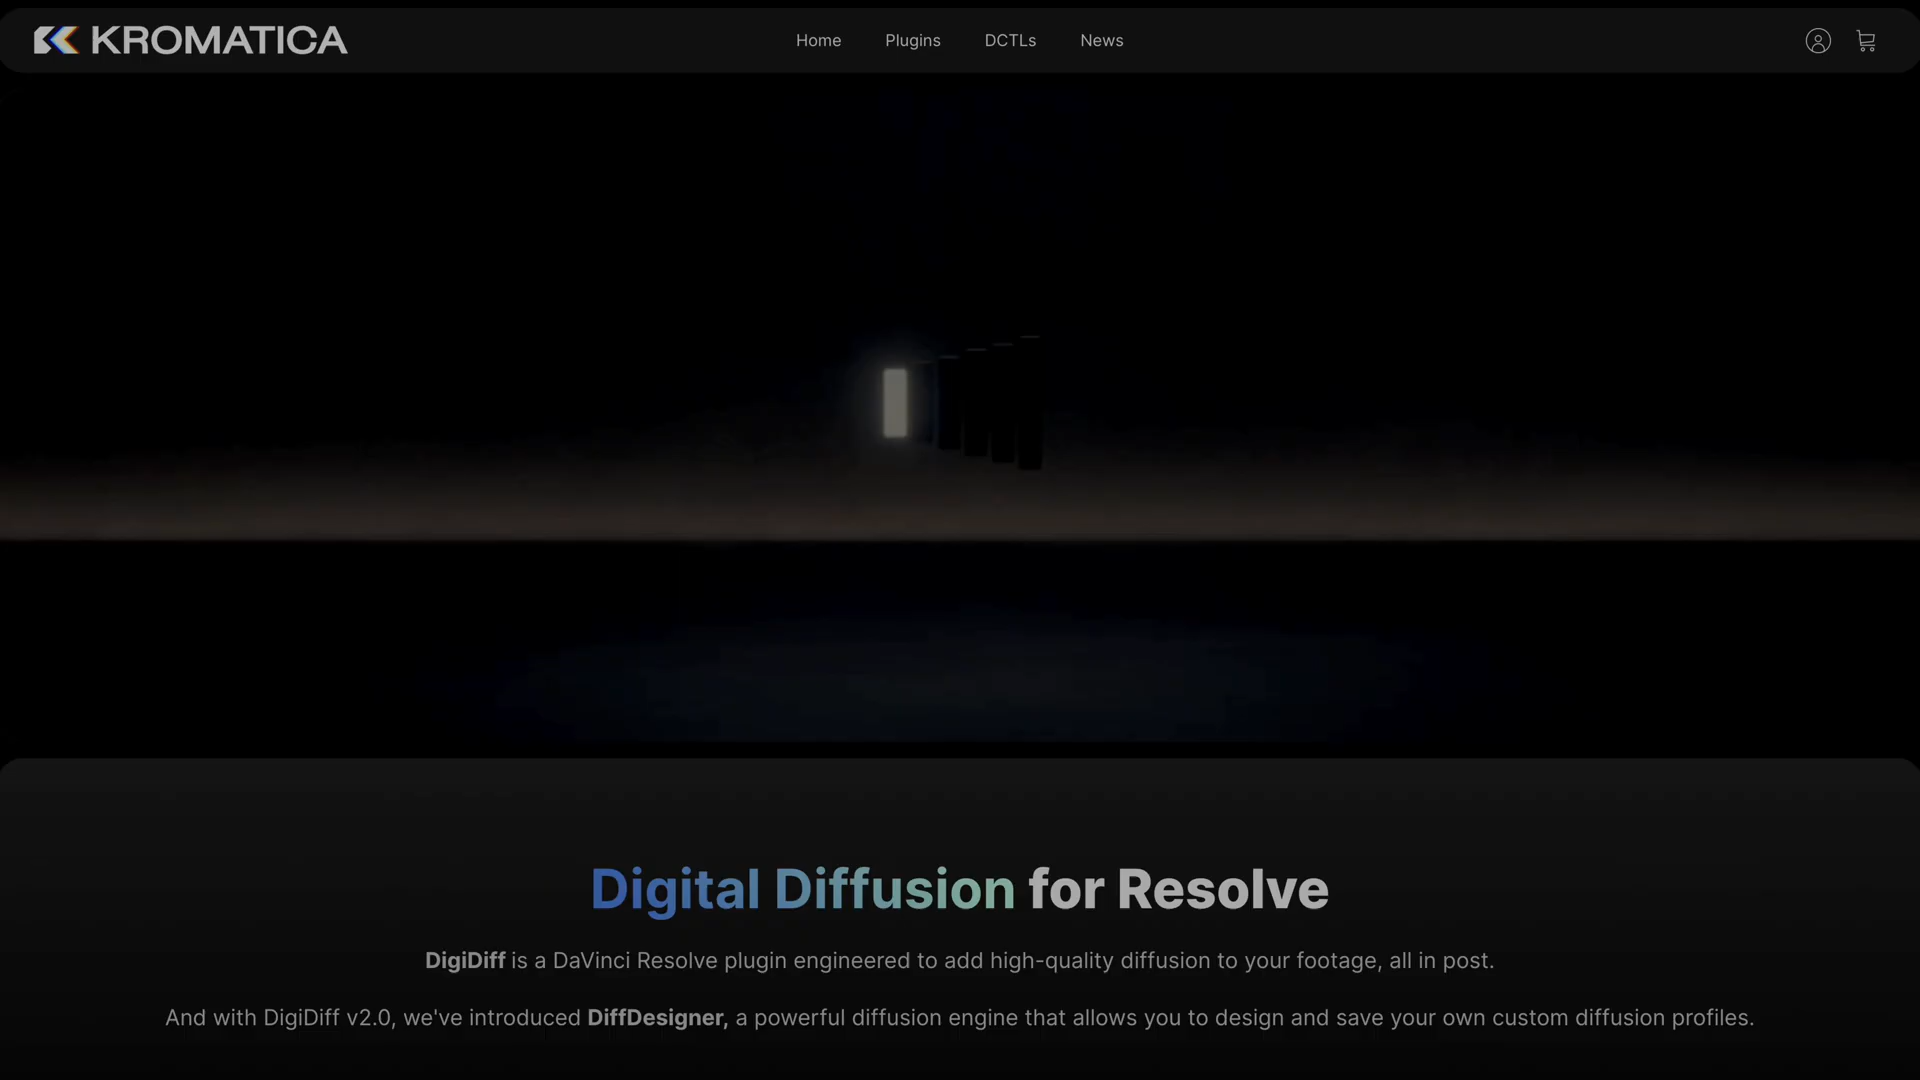 KROMATICA
Home Plugins DCTLs News
Digital Diffusion for Resolve
DigiDiff is a DaVinci Resolve plugin engineered to add high-quality diffusion to your footage, all in post.
And with DigiDiff v2.0, we've introduced DiffDesigner, a powerful diffusion engine that allows you to design and save your own custom diffusion profiles.